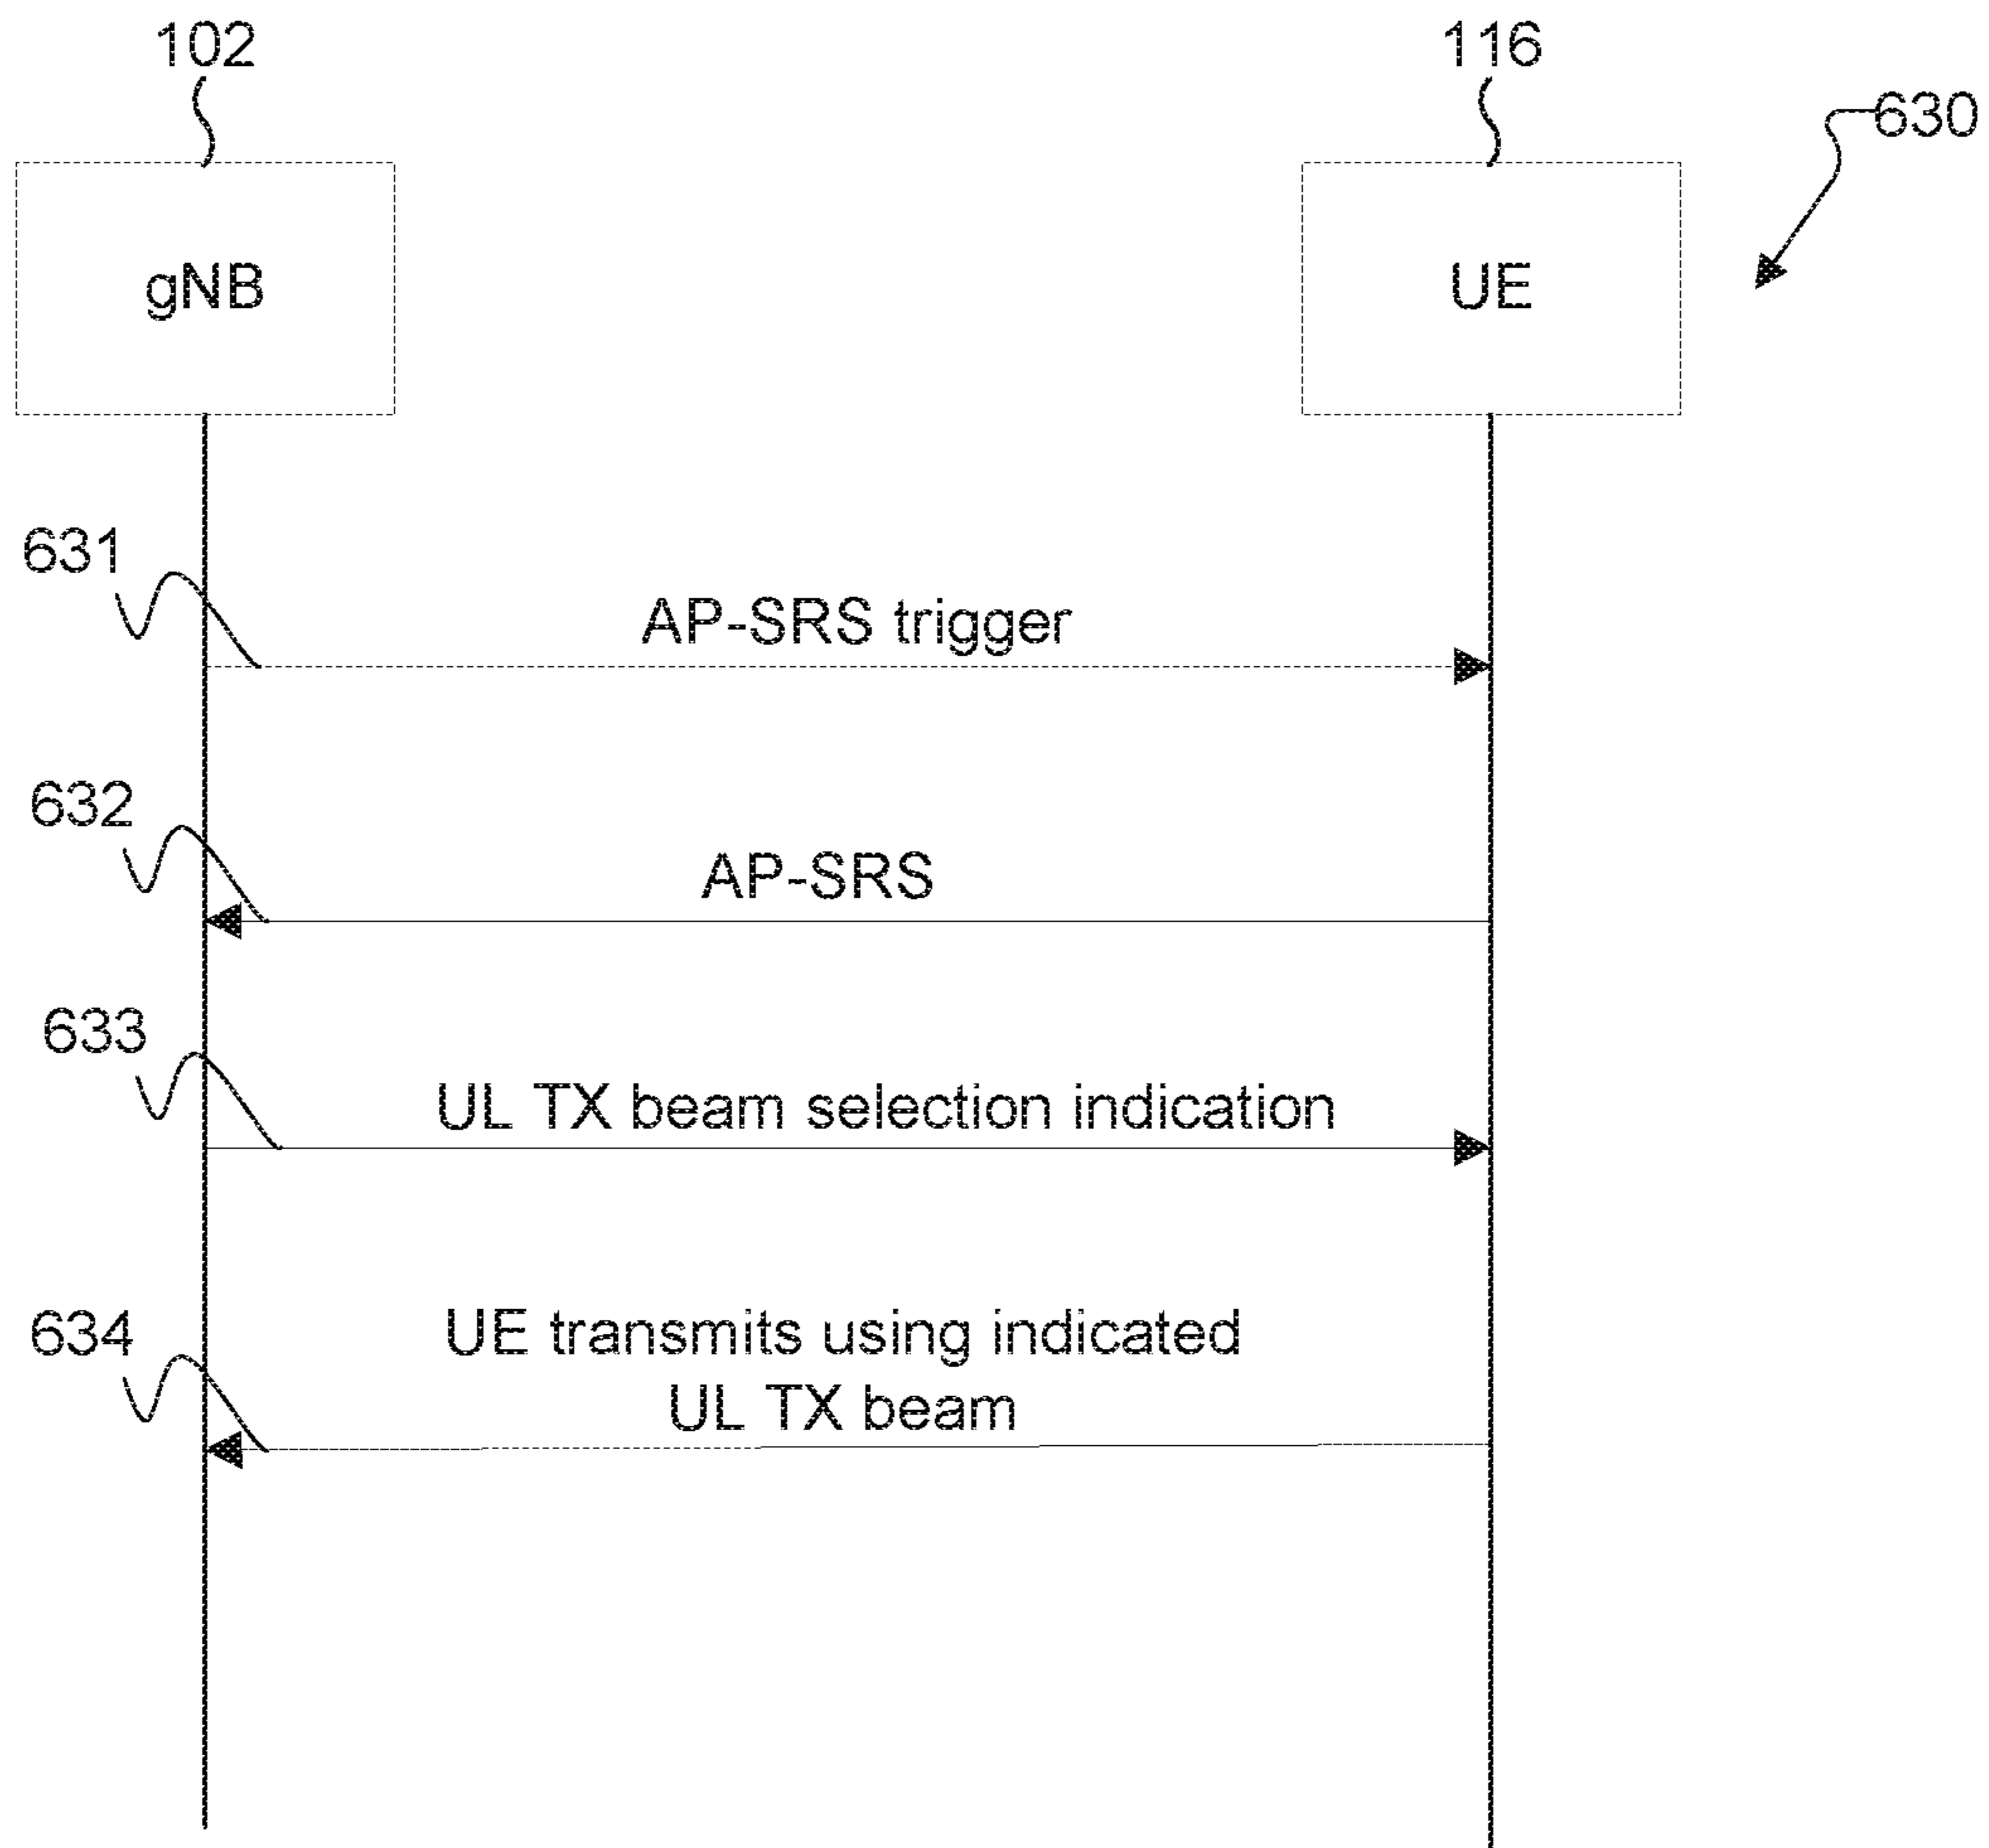 102
116
630
gNB
UE
631
AP-SRS trigger
632
AP-SRS
633
UL TX beam selection indication
634
UE transmits using indicated
UL TX beam